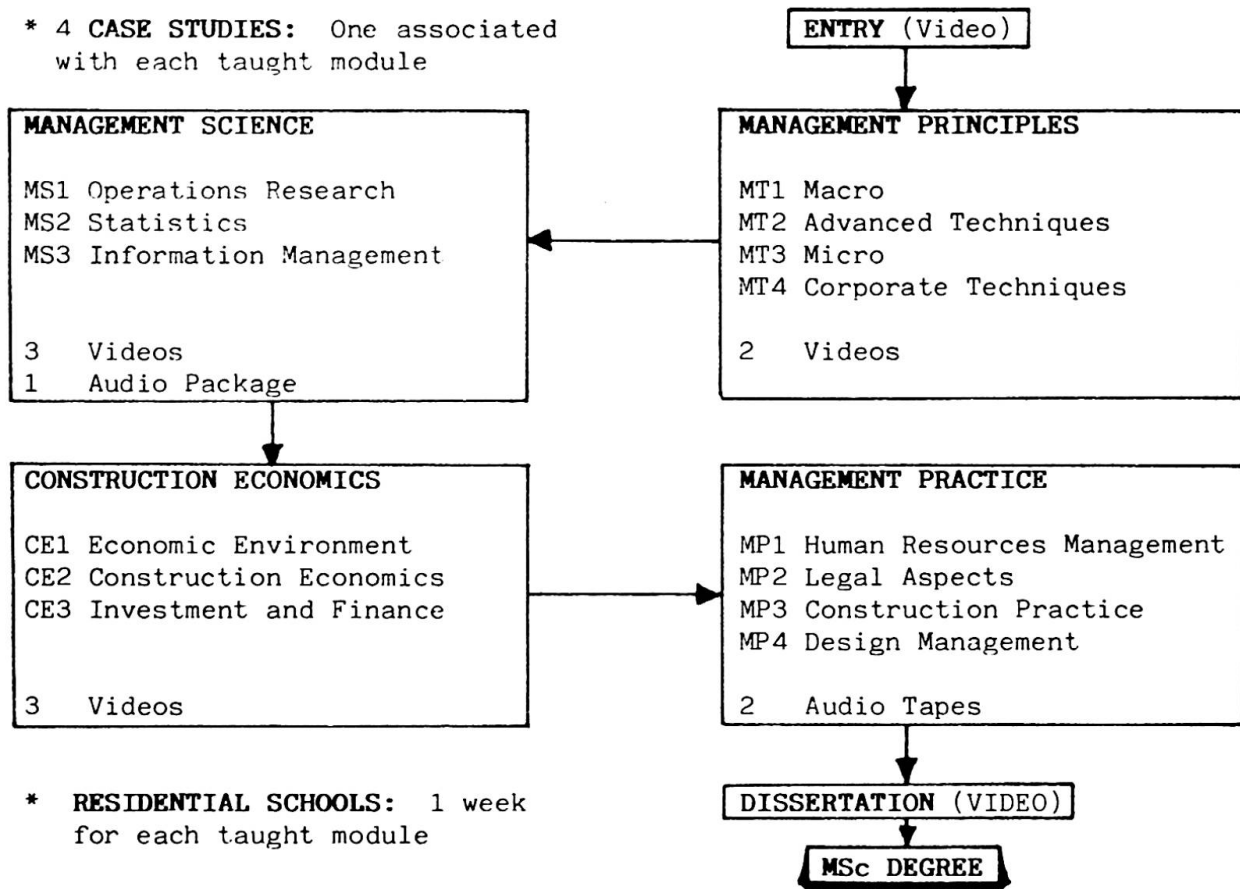 * 4 CASE STUDIES: One associated
with each taught module
ENTRY (Video)
MANAGEMENT PRINCIPLES
MT1 Macro
MT2 Advanced Techniques
MT3 Micro
MT4 Corporate Techniques
2 Videos
MANAGEMENT SCIENCE
MS1 Operations Research
MS2 Statistics
MS3 Information Management
3 Videos
1 Audio Package
CONSTRUCTION ECONOMICS
CE1 Economic Environment
CE2 Construction Economics
CE3 Investment and Finance
3 Videos
MANAGEMENT PRACTICE
MP1 Human Resources Management
MP2 Legal Aspects
MP3 Construction Practice
MP4 Design Management
2 Audio Tapes
* RESIDENTIAL SCHOOLS: 1 week
for each taught module
DISSERTATION (VIDEO)
MSc DEGREE